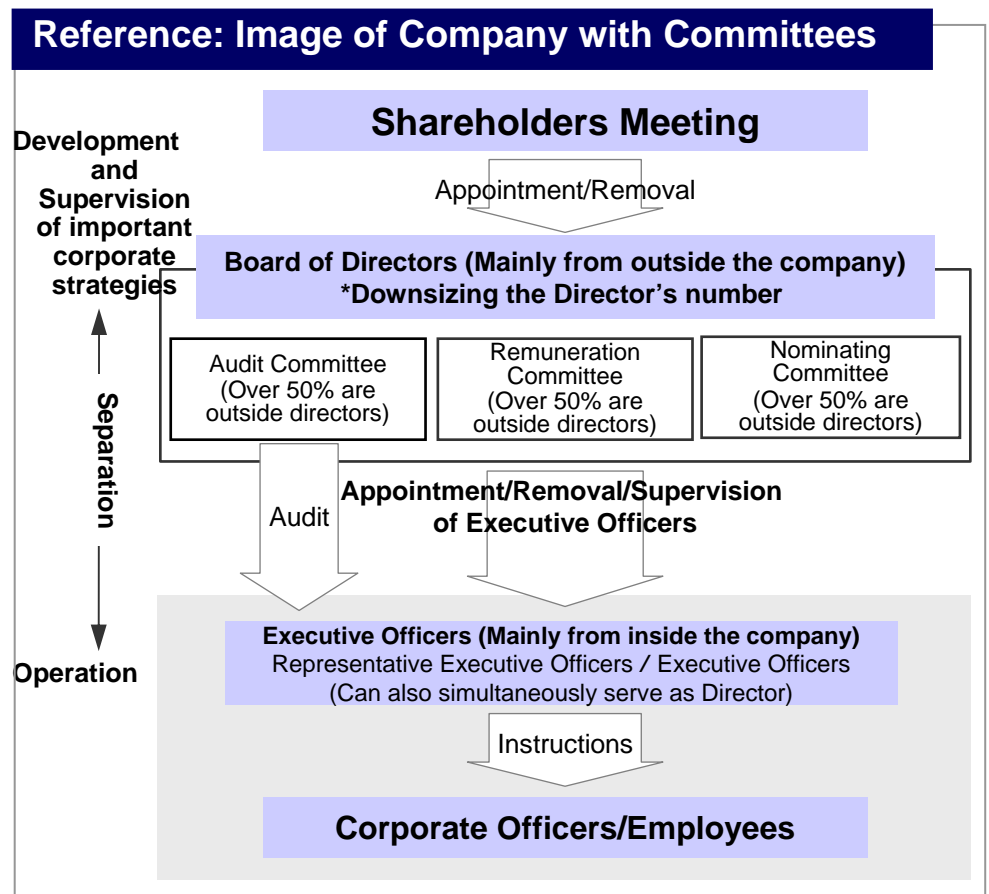 Reference: Image of Company with Committees
Shareholders Meeting
Development
and
Supervision
of important
corporate
strategies
Appointment/Removal
Board of Directors (Mainly from outside the company)
*Downsizing the Director’s number
Audit Committee
(Over 50% are
outside directors)
Remuneration
Committee
(Over 50% are
outside directors)
Nominating
Committee
(Over 50% are
outside directors)
Separation
Audit
Appointment/Removal/Supervision
of Executive Officers
Operation
Executive Officers (Mainly from inside the company)
Representative Executive Officers / Executive Officers
(Can also simultaneously serve as Director)
Instructions
Corporate Officers/Employees